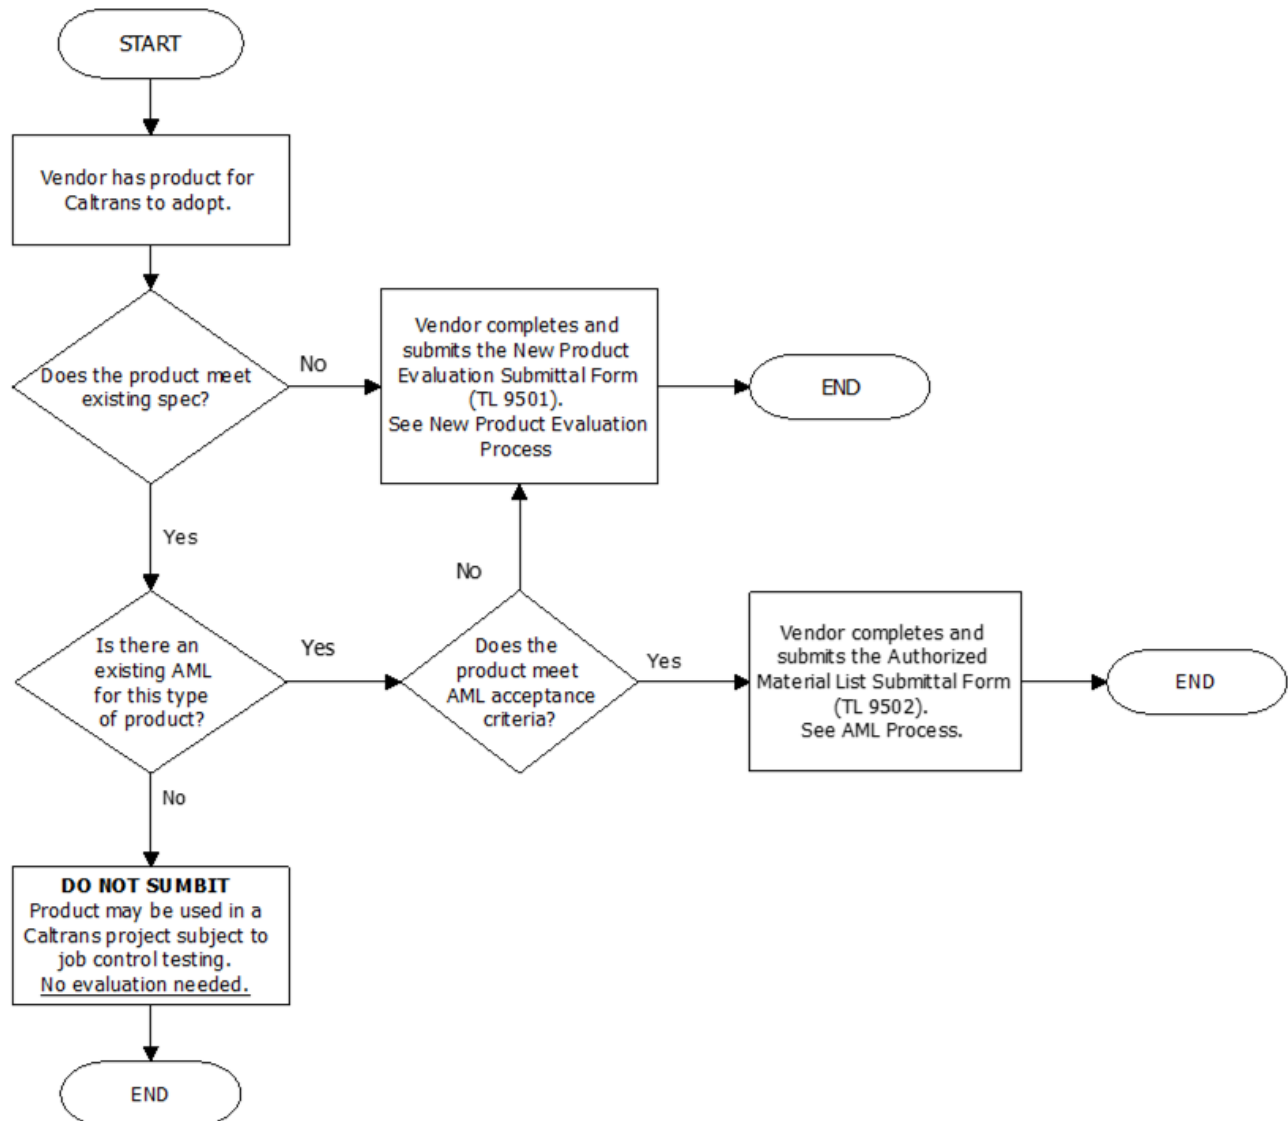 START
Vendor has product for
Caltrans to adopt.
Does the product meet
existing spec?
No
Vendor completes and
submits the New Product
Evaluation Submittal Form
(TL 9501).
See New Product Evaluation
Process
END
Yes
Is there an
existing AML
for this type
of product?
Yes
No
Does the
product meet
AML acceptance
criteria?
Yes
Vendor completes and
submits the Authorized
Material List Submittal Form
(TL 9502).
See AML Process.
END
No
DO NOT SUMBIT
Product may be used in a
Caltrans project subject to
job control testing.
No evaluation needed.
END